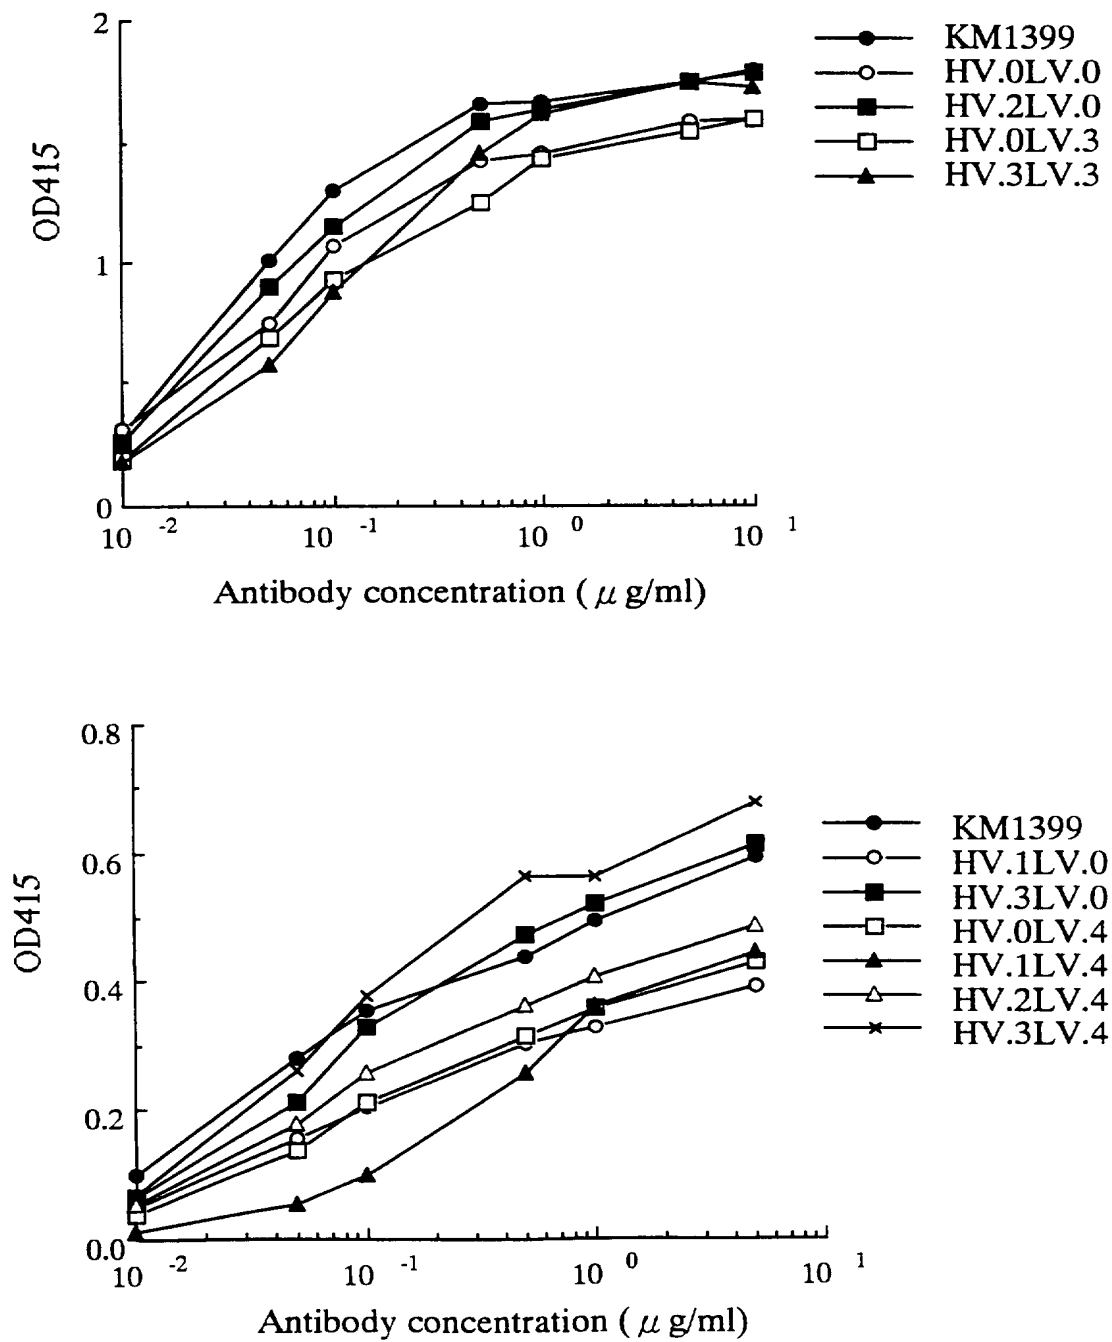 2
1
0
OD415
10 -2
10 -1
10 0
10 1
Antibody concentration ( μ g/ml)
KM1399
HV.0LV.0
HV.2LV.0
HV.0LV.3
HV.3LV.3
0.8
0.6
0.4
0.2
0.0
OD415
10 -2
10 -1
10 0
10 1
Antibody concentration ( μ g/ml)
KM1399
HV.1LV.0
HV.3LV.0
HV.0LV.4
HV.1LV.4
HV.2LV.4
HV.3LV.4